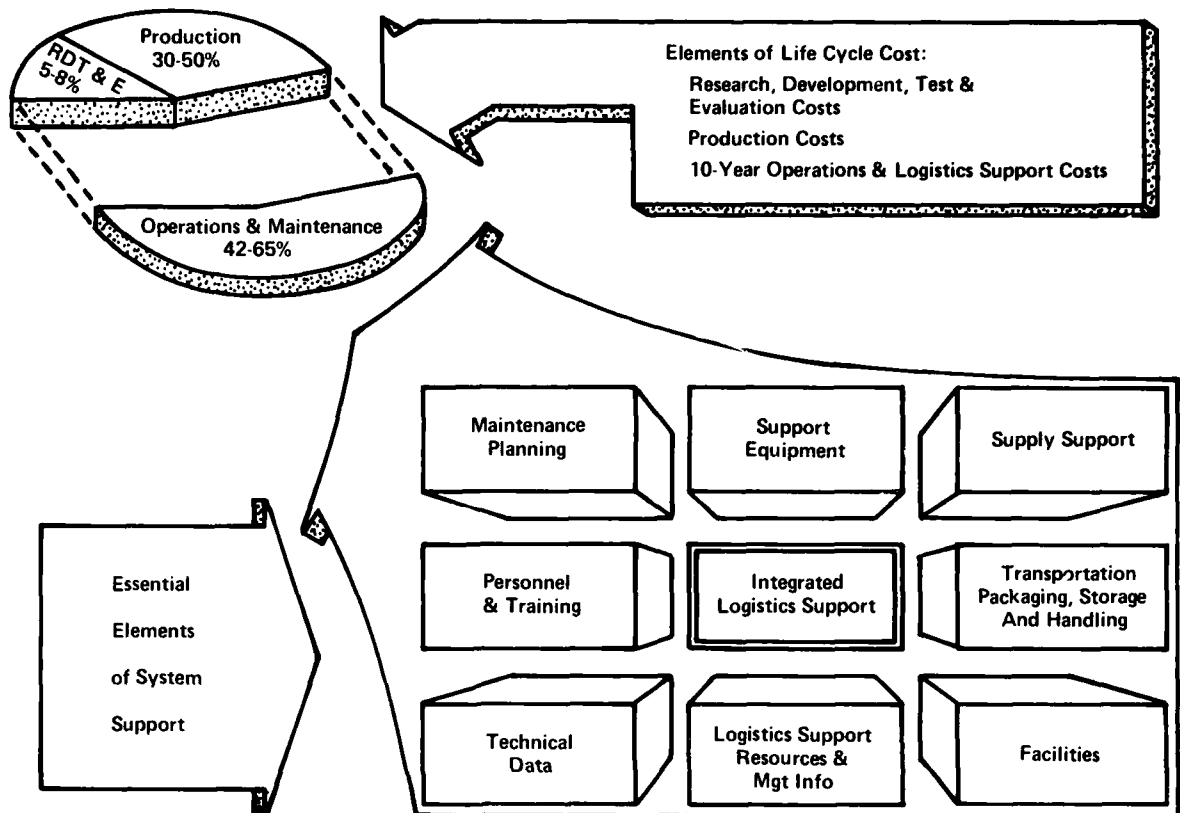 Production
30-50%
RDT & E
5-8%
Operations & Maintenance
42-65%
Elements of Life Cycle Cost:
Research, Development, Test &
Evaluation Costs
Production Costs
10-Year Operations & Logistics Support Costs
Essential
Elements
of System
Support
Maintenance
Planning
Support
Equipment
Supply Support
Personnel
& Training
Integrated
Logistics Support
Transportation
Packaging, Storage
And Handling
Technical
Data
Logistics Support
Resources &
Mgt Info
Facilities